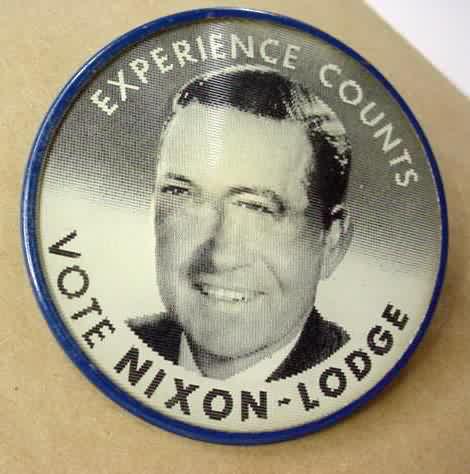 EXPERIENCE COUNTS
VOTE NIXON-LODGE